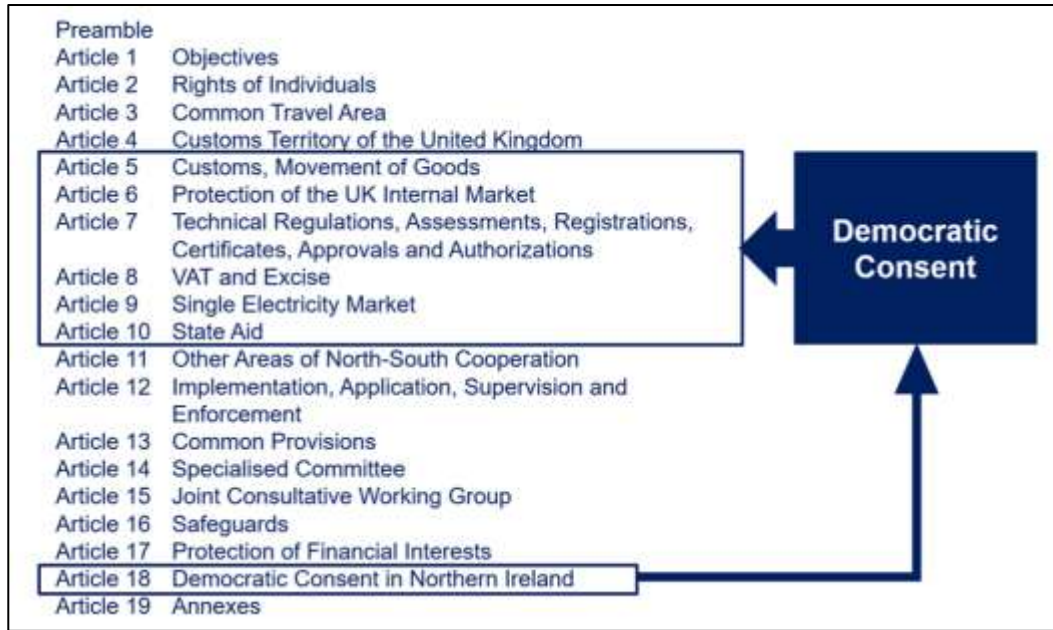 Preamble
Article 1 Objectives
Article 2 Rights of Individuals
Article 3 Common Travel Area
Article 4 Customs Territory of the United Kingdom
Article 5 Customs, Movement of Goods
Article 6 Protection of the UK Internal Market
Article 7 Technical Regulations, Assessments, Registrations,
Certificates, Approvals and Authorizations
Article 8 VAT and Excise
Article 9 Single Electricity Market
Article 10 State Aid
Article 11 Other Areas of North-South Cooperation
Article 12 Implementation, Application, Supervision and
Enforcement
Article 13 Common Provisions
Article 14 Specialised Committee
Article 15 Joint Consultative Working Group
Article 16 Safeguards
Article 17 Protection of Financial Interests
Article 18 Democratic Consent in Northern Ireland
Article 19 Annexes
Democratic
Consent